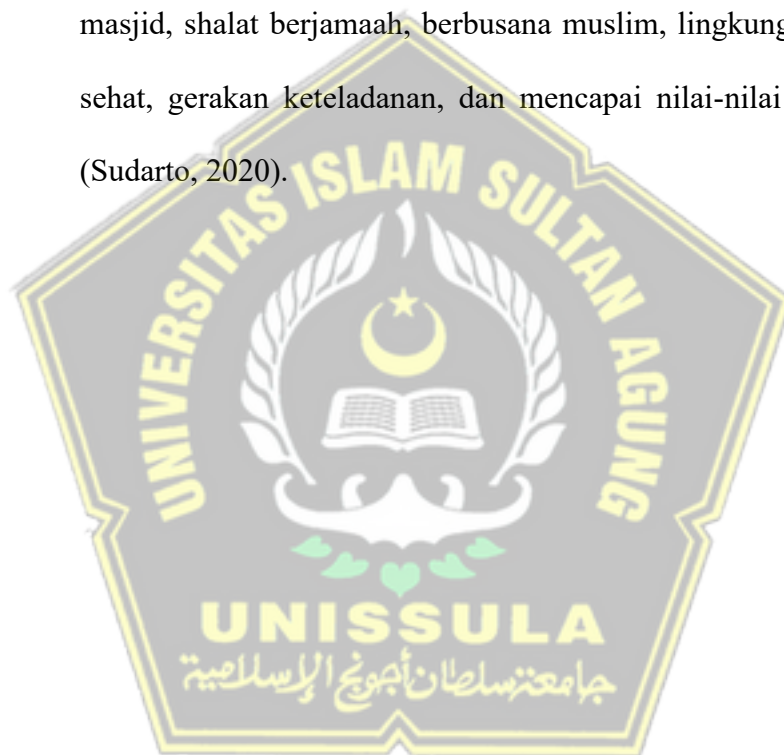 masjid, shalat berjamaah, berbusana muslim, lingkung
sehat, gerakan keteladanan, dan mencapai nilai-nilai
(Sudarto, 2020).
UNIVERSITAS ISLAM SULTAN AGUNG
UNISSULA
جامعة سلطان أجونج الإسلامية